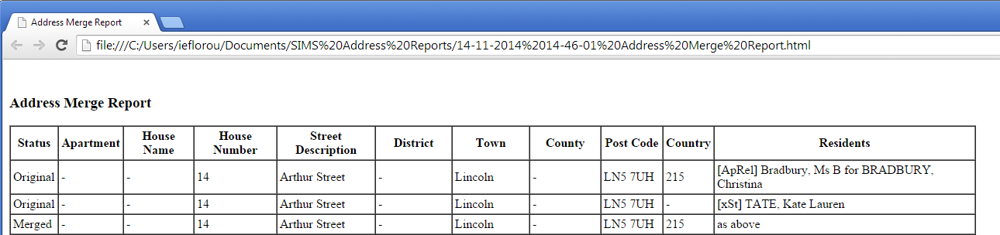 Address Merge Report
file:///C:/Users/ieflorou/Documents/SIMS%20Address%20Reports/14-11-2014%2014-46-01%20Address%20Merge%20Report.html
Address Merge Report
Status Apartment House Name House Number Street Description District Town County Post Code Country Residents
Original - - 14 Arthur Street - Lincoln - LN5 7UH 215 [ApRel] Bradbury, Ms B for BRADBURY, Christina
Original - - 14 Arthur Street - Lincoln - LN5 7UH - [xSt] TATE, Kate Lauren
Merged - - 14 Arthur Street - Lincoln - LN5 7UH 215 as above